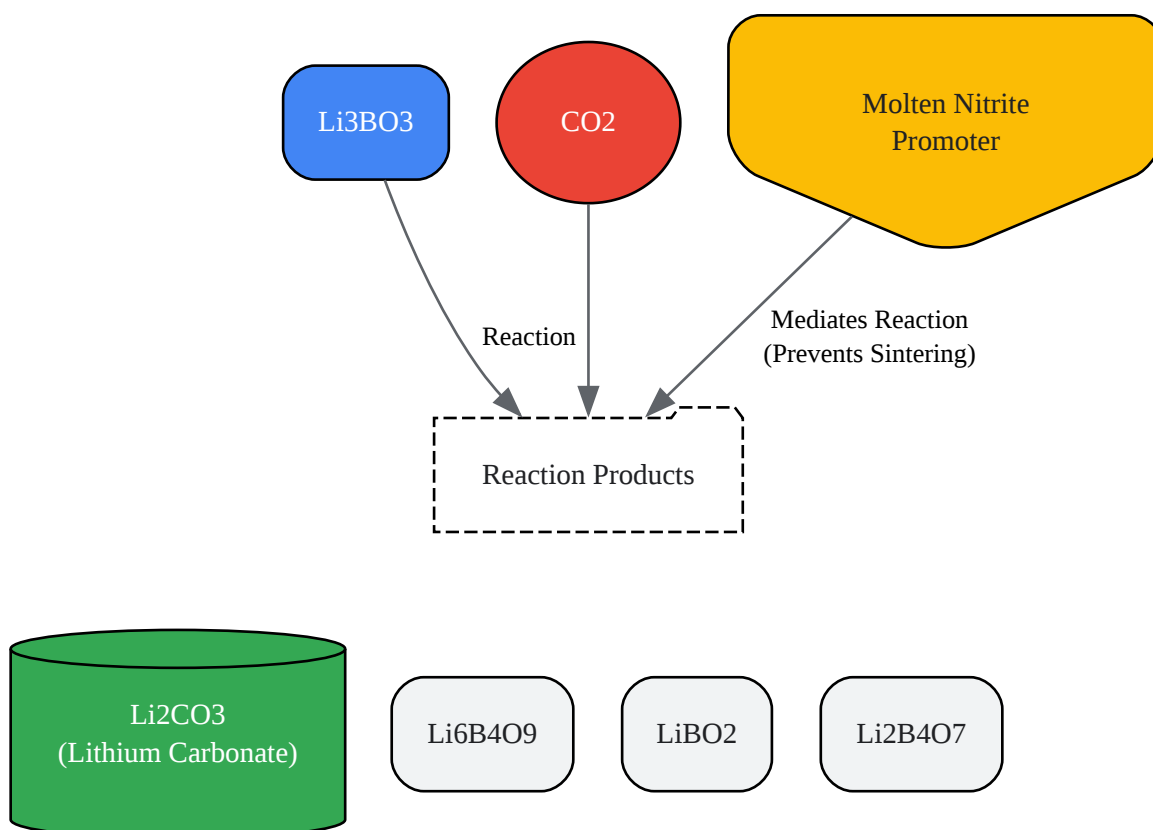 Li3BO3
CO2
Molten Nitrite
Promoter
Reaction
Mediates Reaction
(Prevents Sintering)
Reaction Products
Li2CO3
(Lithium Carbonate)
Li6B4O9
LiBO2
Li2B4O7